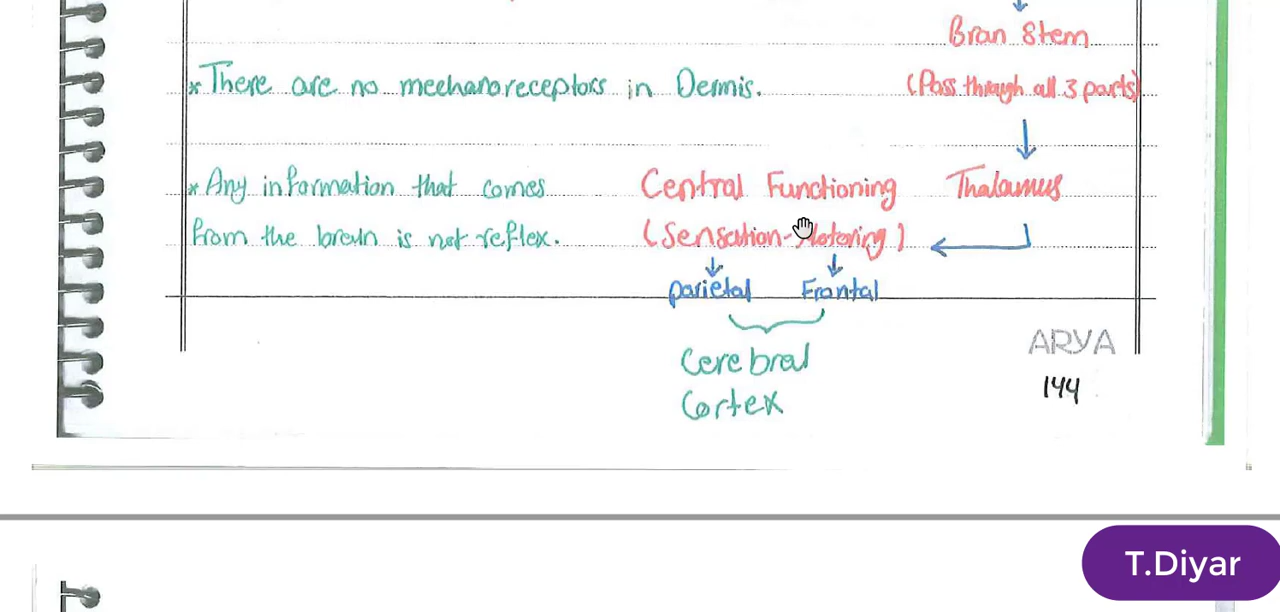 Bran Stem
* There are no mechanoreceptors in Dermis.
(Pass through all 3 parts)
* Any information that comes
from the brain is not reflex.
Central Functioning
(Sensation-Motoring)
Parietal
Frontal
Cerebral
Cortex
Thalamus
ARYA
144
T.Diyar